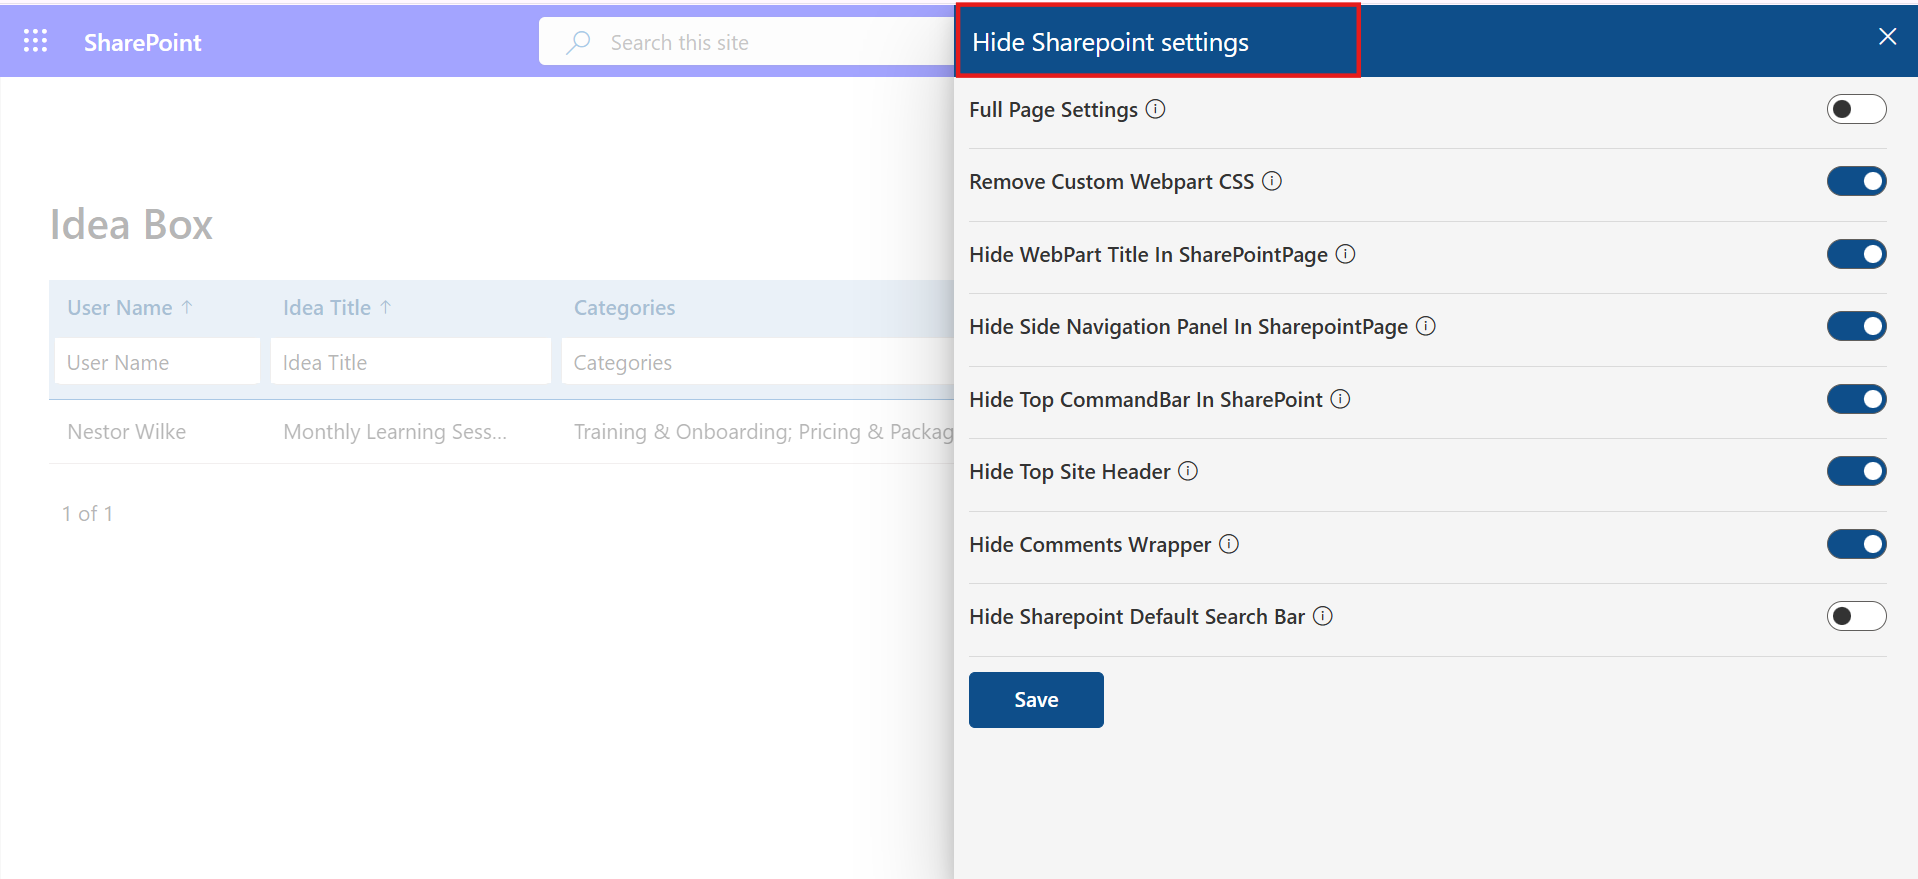 SharePoint
Search this site
Idea Box
User Name ↑ Idea Title ↑ Categories
User Name Idea Title Categories
Nestor Wilke Monthly Learning Sess... Training & Onboarding; Pricing & Packag
1 of 1
Hide Sharepoint settings
Full Page Settings
Remove Custom Webpart CSS
Hide WebPart Title In SharePointPage
Hide Side Navigation Panel In SharepointPage
Hide Top CommandBar In SharePoint
Hide Top Site Header
Hide Comments Wrapper
Hide Sharepoint Default Search Bar
Save